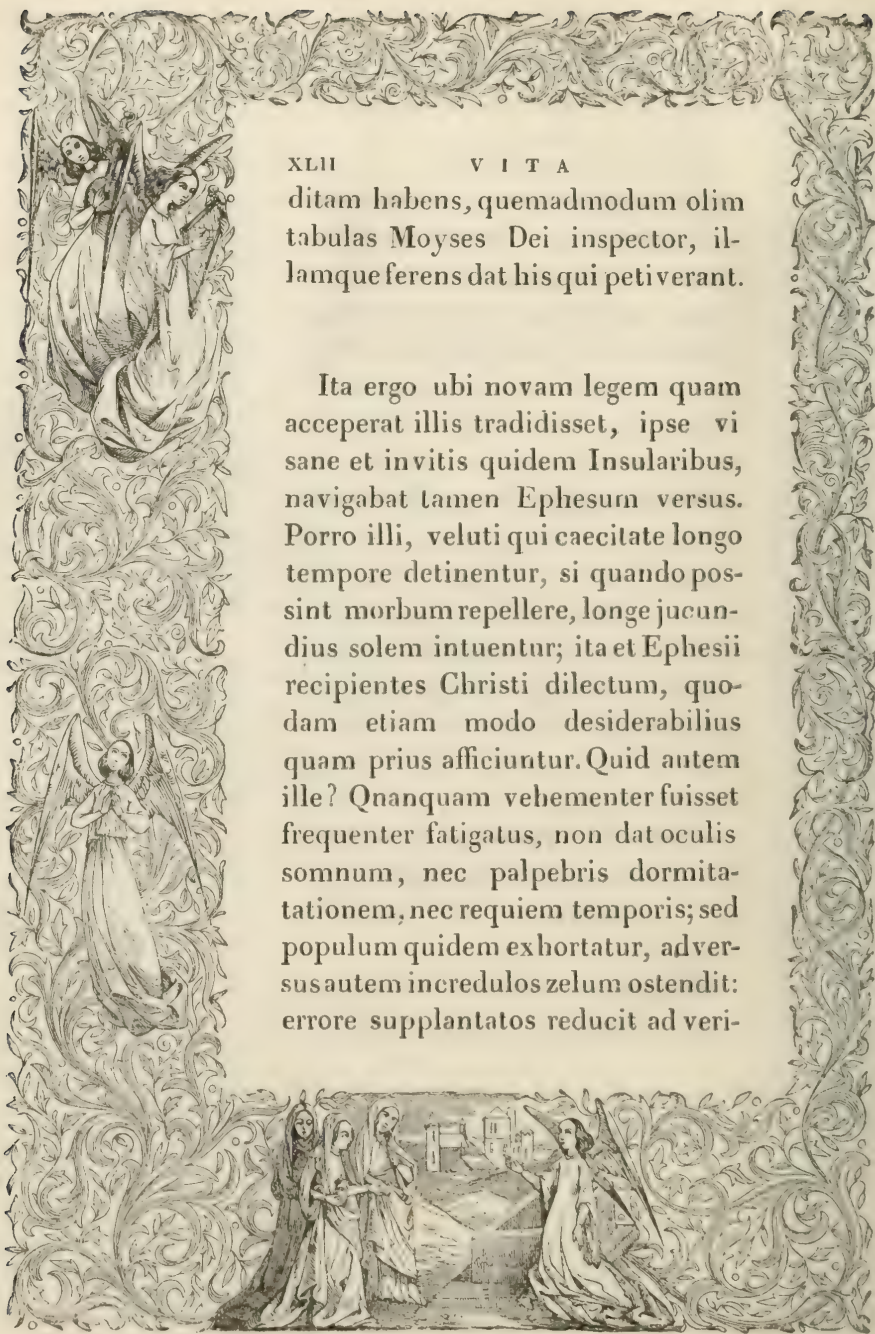 XLII V I T A
ditam habens, quemadmodum olim
tabulas Moyses Dei inspector, il-
lamque ferens dat his qui petiverant.
Ita ergo ubi novam legem quam
acceperat illis tradidisset, ipse vi
sane et invitis quidem Insularibus,
navigabat tamen Ephesum versus.
Porro illi, veluti qui caecitate longo
tempore detinentur, si quando pos-
sint morbum repellere, longe jucun-
dius solem intuentur; ita et Ephesii
recipientes Christi dilectum, quo-
dam etiam modo desiderabilius
quam prius afficiuntur. Quid autem
ille? Qnanquam vehementer fuisset
frequenter fatigatus, non dat oculis
somnum, nec palpebris dormita-
tationem, nec requiem temporis; sed
populum quidem exhortatur, adver-
sus autem incredulos zelum ostendit:
errore supplantatos reducit ad veri-